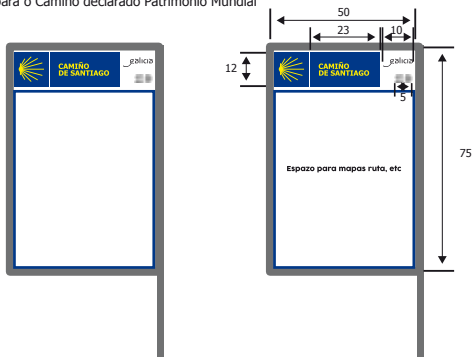 para o Camiño declarado Patrimonio Mundial
50
23
10
CAMIÑO
DE SANTIAGO
galicia
CAMIÑO
DE SANTIAGO
galicia
12
5
75
Espazo para mapas ruta, etc